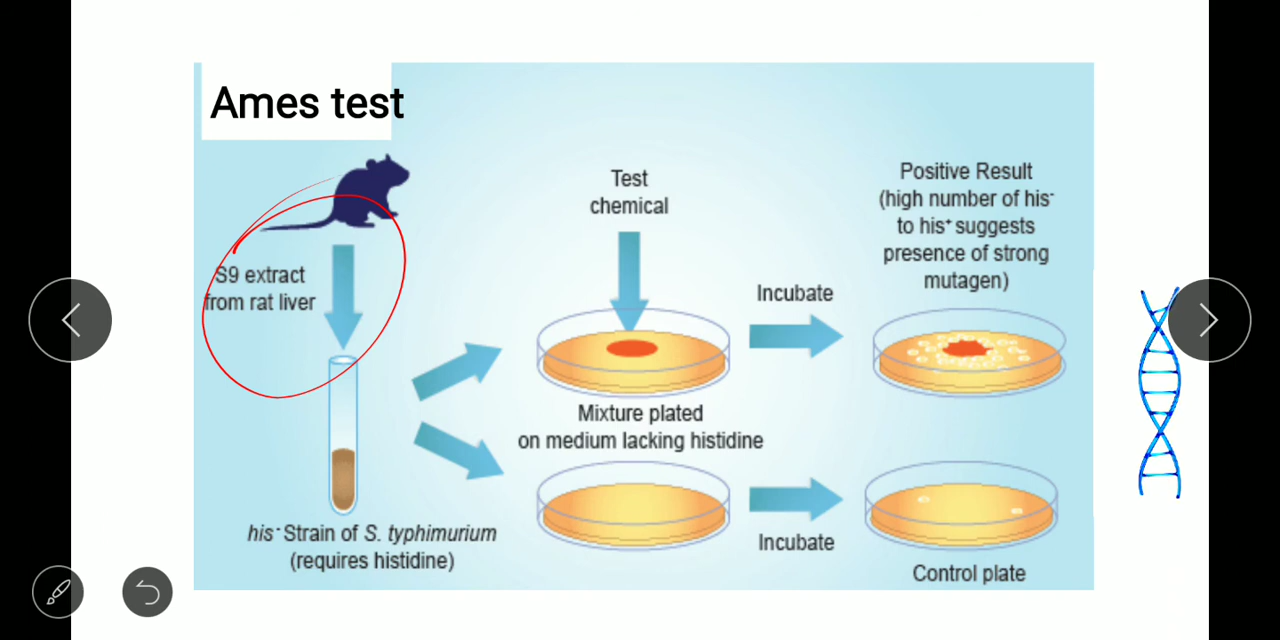 Ames test
S9 extract
from rat liver
his- Strain of S. typhimurium
(requires histidine)
Test
chemical
Mixture plated
on medium lacking histidine
Incubate
Incubate
Positive Result
(high number of his-
to his+ suggests
presence of strong
mutagen)
Control plate